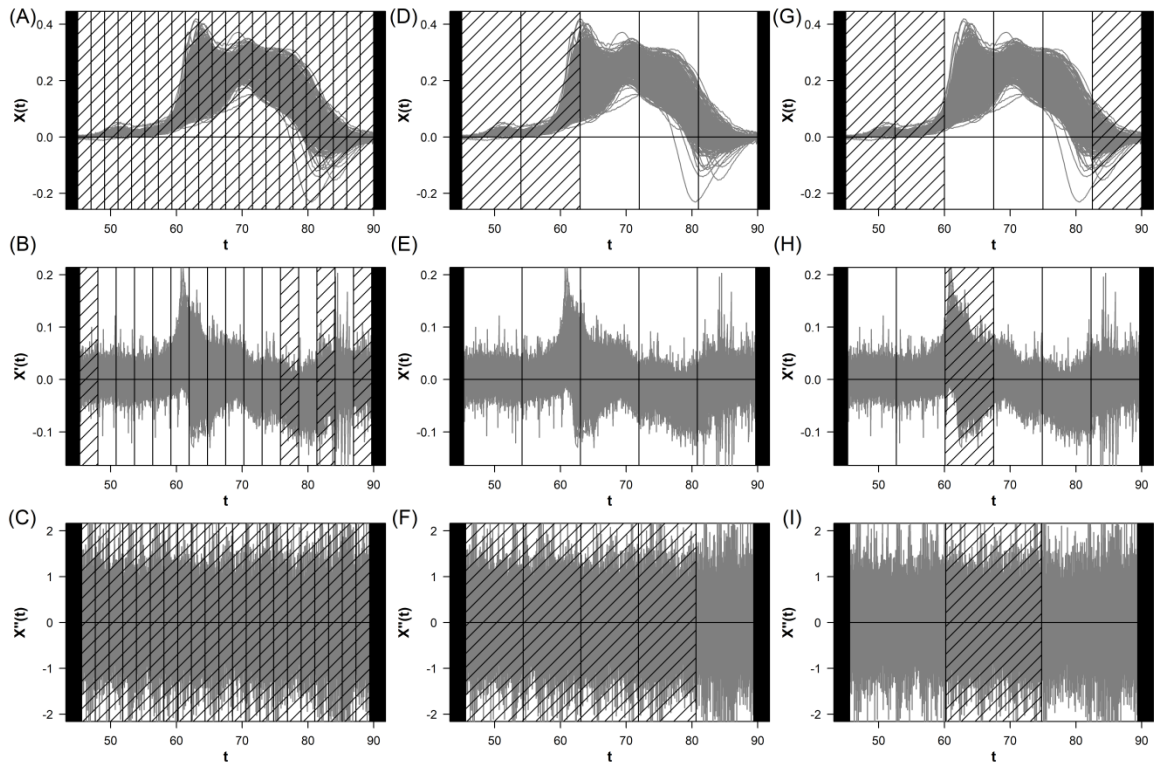 (A) (D) (G)
0.4 0.4 0.4
0.2 0.2 0.2
0.0 0.0 0.0
-0.2 -0.2 -0.2
X(t) X(t) X(t)
50 60 70 80 90 50 60 70 80 90 50 60 70 80 90
t t t
(B) (E) (H)
0.2 0.2 0.2
0.1 0.1 0.1
0.0 0.0 0.0
-0.1 -0.1 -0.1
X'(t) X'(t) X'(t)
50 60 70 80 90 50 60 70 80 90 50 60 70 80 90
t t t
(C) (F) (I)
2 2 2
1 1 1
0 0 0
-1 -1 -1
-2 -2 -2
X''(t) X''(t) X''(t)
50 60 70 80 90 50 60 70 80 90 50 60 70 80 90
t t t